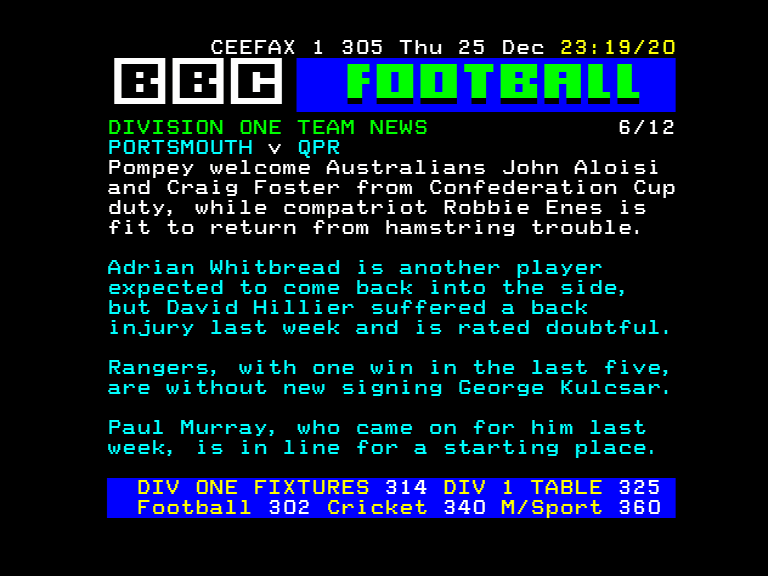 CEEFAX 1 305 Thu 25 Dec 23:19/20
BBC FOOTBALL
DIVISION ONE TEAM NEWS 6/12
PORTSMOUTH v QPR
Pompey welcome Australians John Aloisi
and Craig Foster from Confederation Cup
duty, while compatriot Robbie Enes is
fit to return from hamstring trouble.
Adrian Whitbread is another player
expected to come back into the side,
but David Hillier suffered a back
injury last week and is rated doubtful.
Rangers, with one win in the last five,
are without new signing George Kulcsar.
Paul Murray, who came on for him last
week, is in line for a starting place.
DIV ONE FIXTURES 314 DIV 1 TABLE 325
Football 302 Cricket 340 M/Sport 360